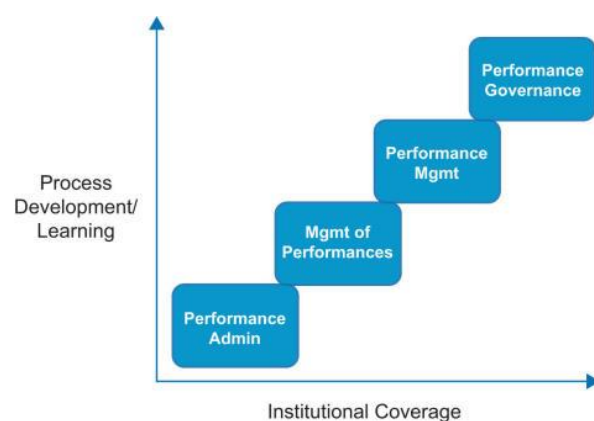 Performance
Governance
Performance
Mgmt
Process
Development/
Learning
Mgmt of
Performances
Performance
Admin
Institutional Coverage